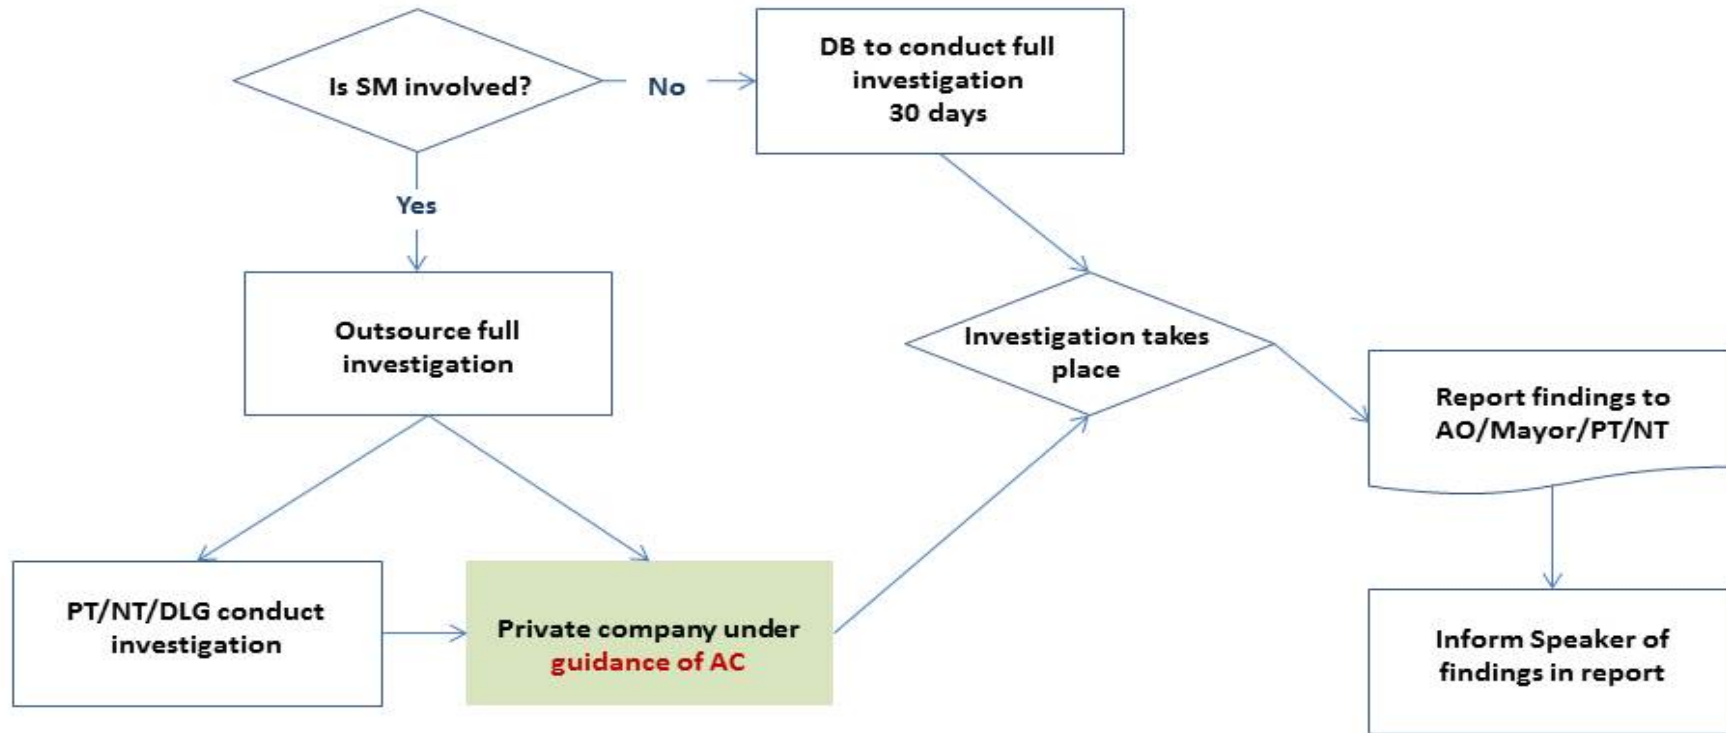 Is SM involved?
No
DB to conduct full
investigation
30 days
Yes
Outsource full
investigation
Investigation takes
place
Report findings to
AO/Mayor/PT/NT
PT/NT/DLG conduct
investigation
Private company under
guidance of AC
Inform Speaker of
findings in report